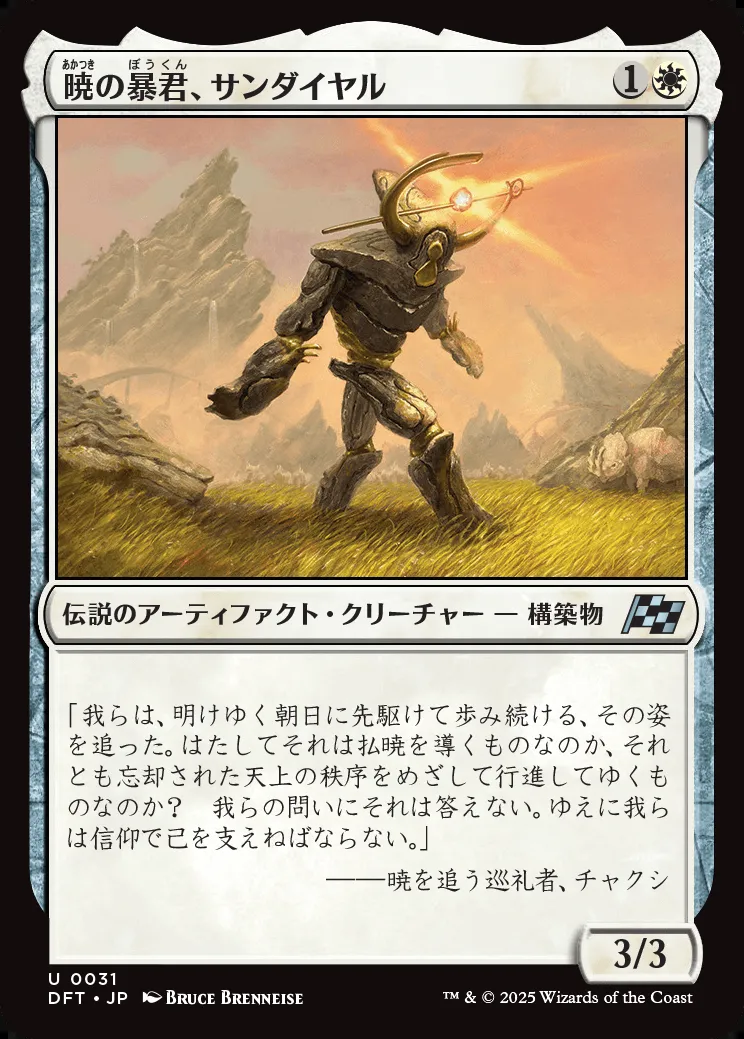 暁の暴君、サンダイヤル
あかつき ぼうくん
1
伝説のアーティファクト・クリーチャー ― 構築物
「我らは、明けゆく朝日に先駆けて歩み続ける、その姿
を追った。はたしてそれは払暁を導くものなのか、それ
とも忘却された天上の秩序をめざして行進してゆくも
のなのか？　我らの問いにそれは答えない。ゆえに我ら
は信仰で己を支えねばならない。」
――暁を追う巡礼者、チャクシ
3/3
U 0031
DFT • JP Bruce Brenneise
™ & © 2025 Wizards of the Coast